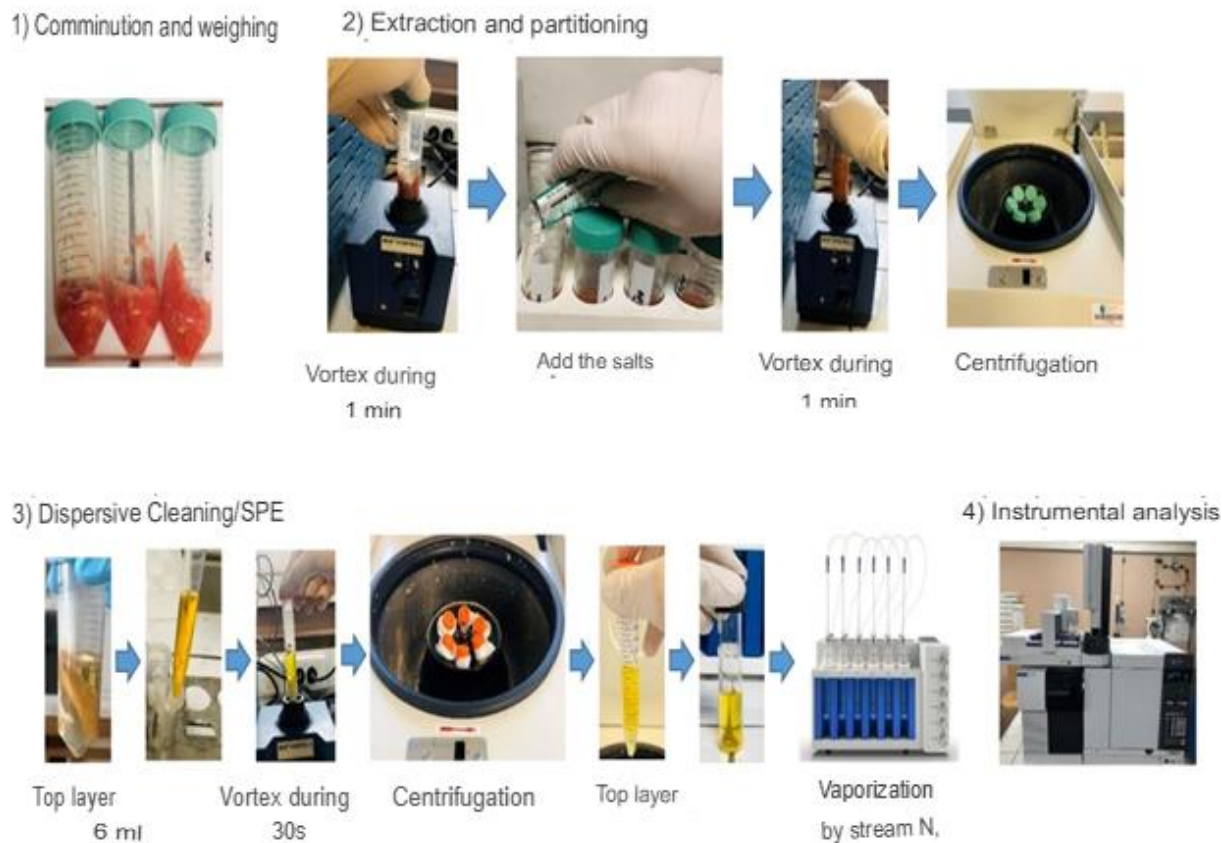 1) Comminution and weighing
2) Extraction and partitioning
Vortex during
1 min
Add the salts
Vortex during
1 min
Centrifugation
3) Dispersive Cleaning/SPE
4) Instrumental analysis
Top layer
6 ml
Vortex during
30s
Centrifugation
Top layer
Vaporization
by stream N,